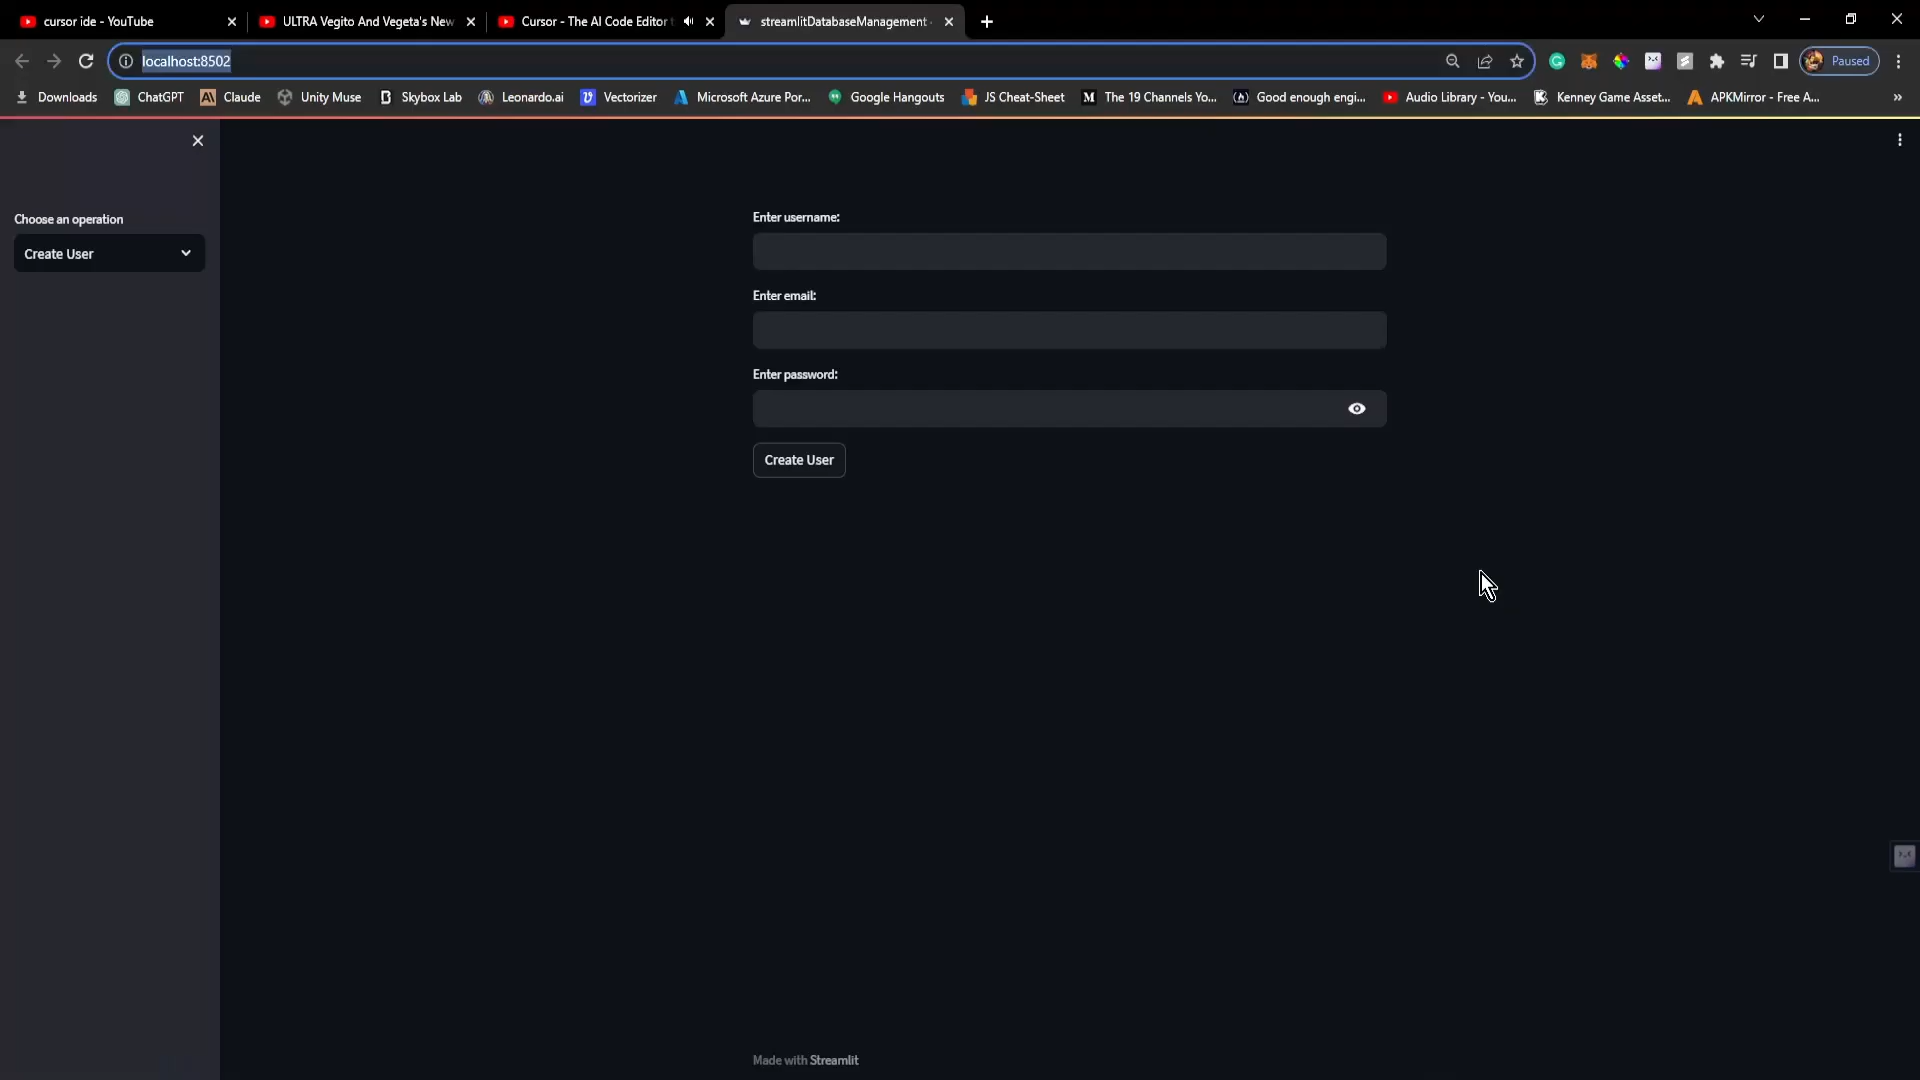 cursor ide - YouTube
ULTRA Vegito And Vegeta's New
Cursor - The AI Code Editor
streamlitDatabaseManagement
localhost:8502
Paused
Downloads
ChatGPT
Claude
Unity Muse
Skybox Lab
Leonardo.ai
Vectorizer
Microsoft Azure Por...
Google Hangouts
JS Cheat-Sheet
The 19 Channels Yo...
Good enough engi...
Audio Library - You...
Kenney Game Asset...
APKMirror - Free A...
»
Choose an operation
Create User
Enter username:
Enter email:
Enter password:
Create User
Made with Streamlit